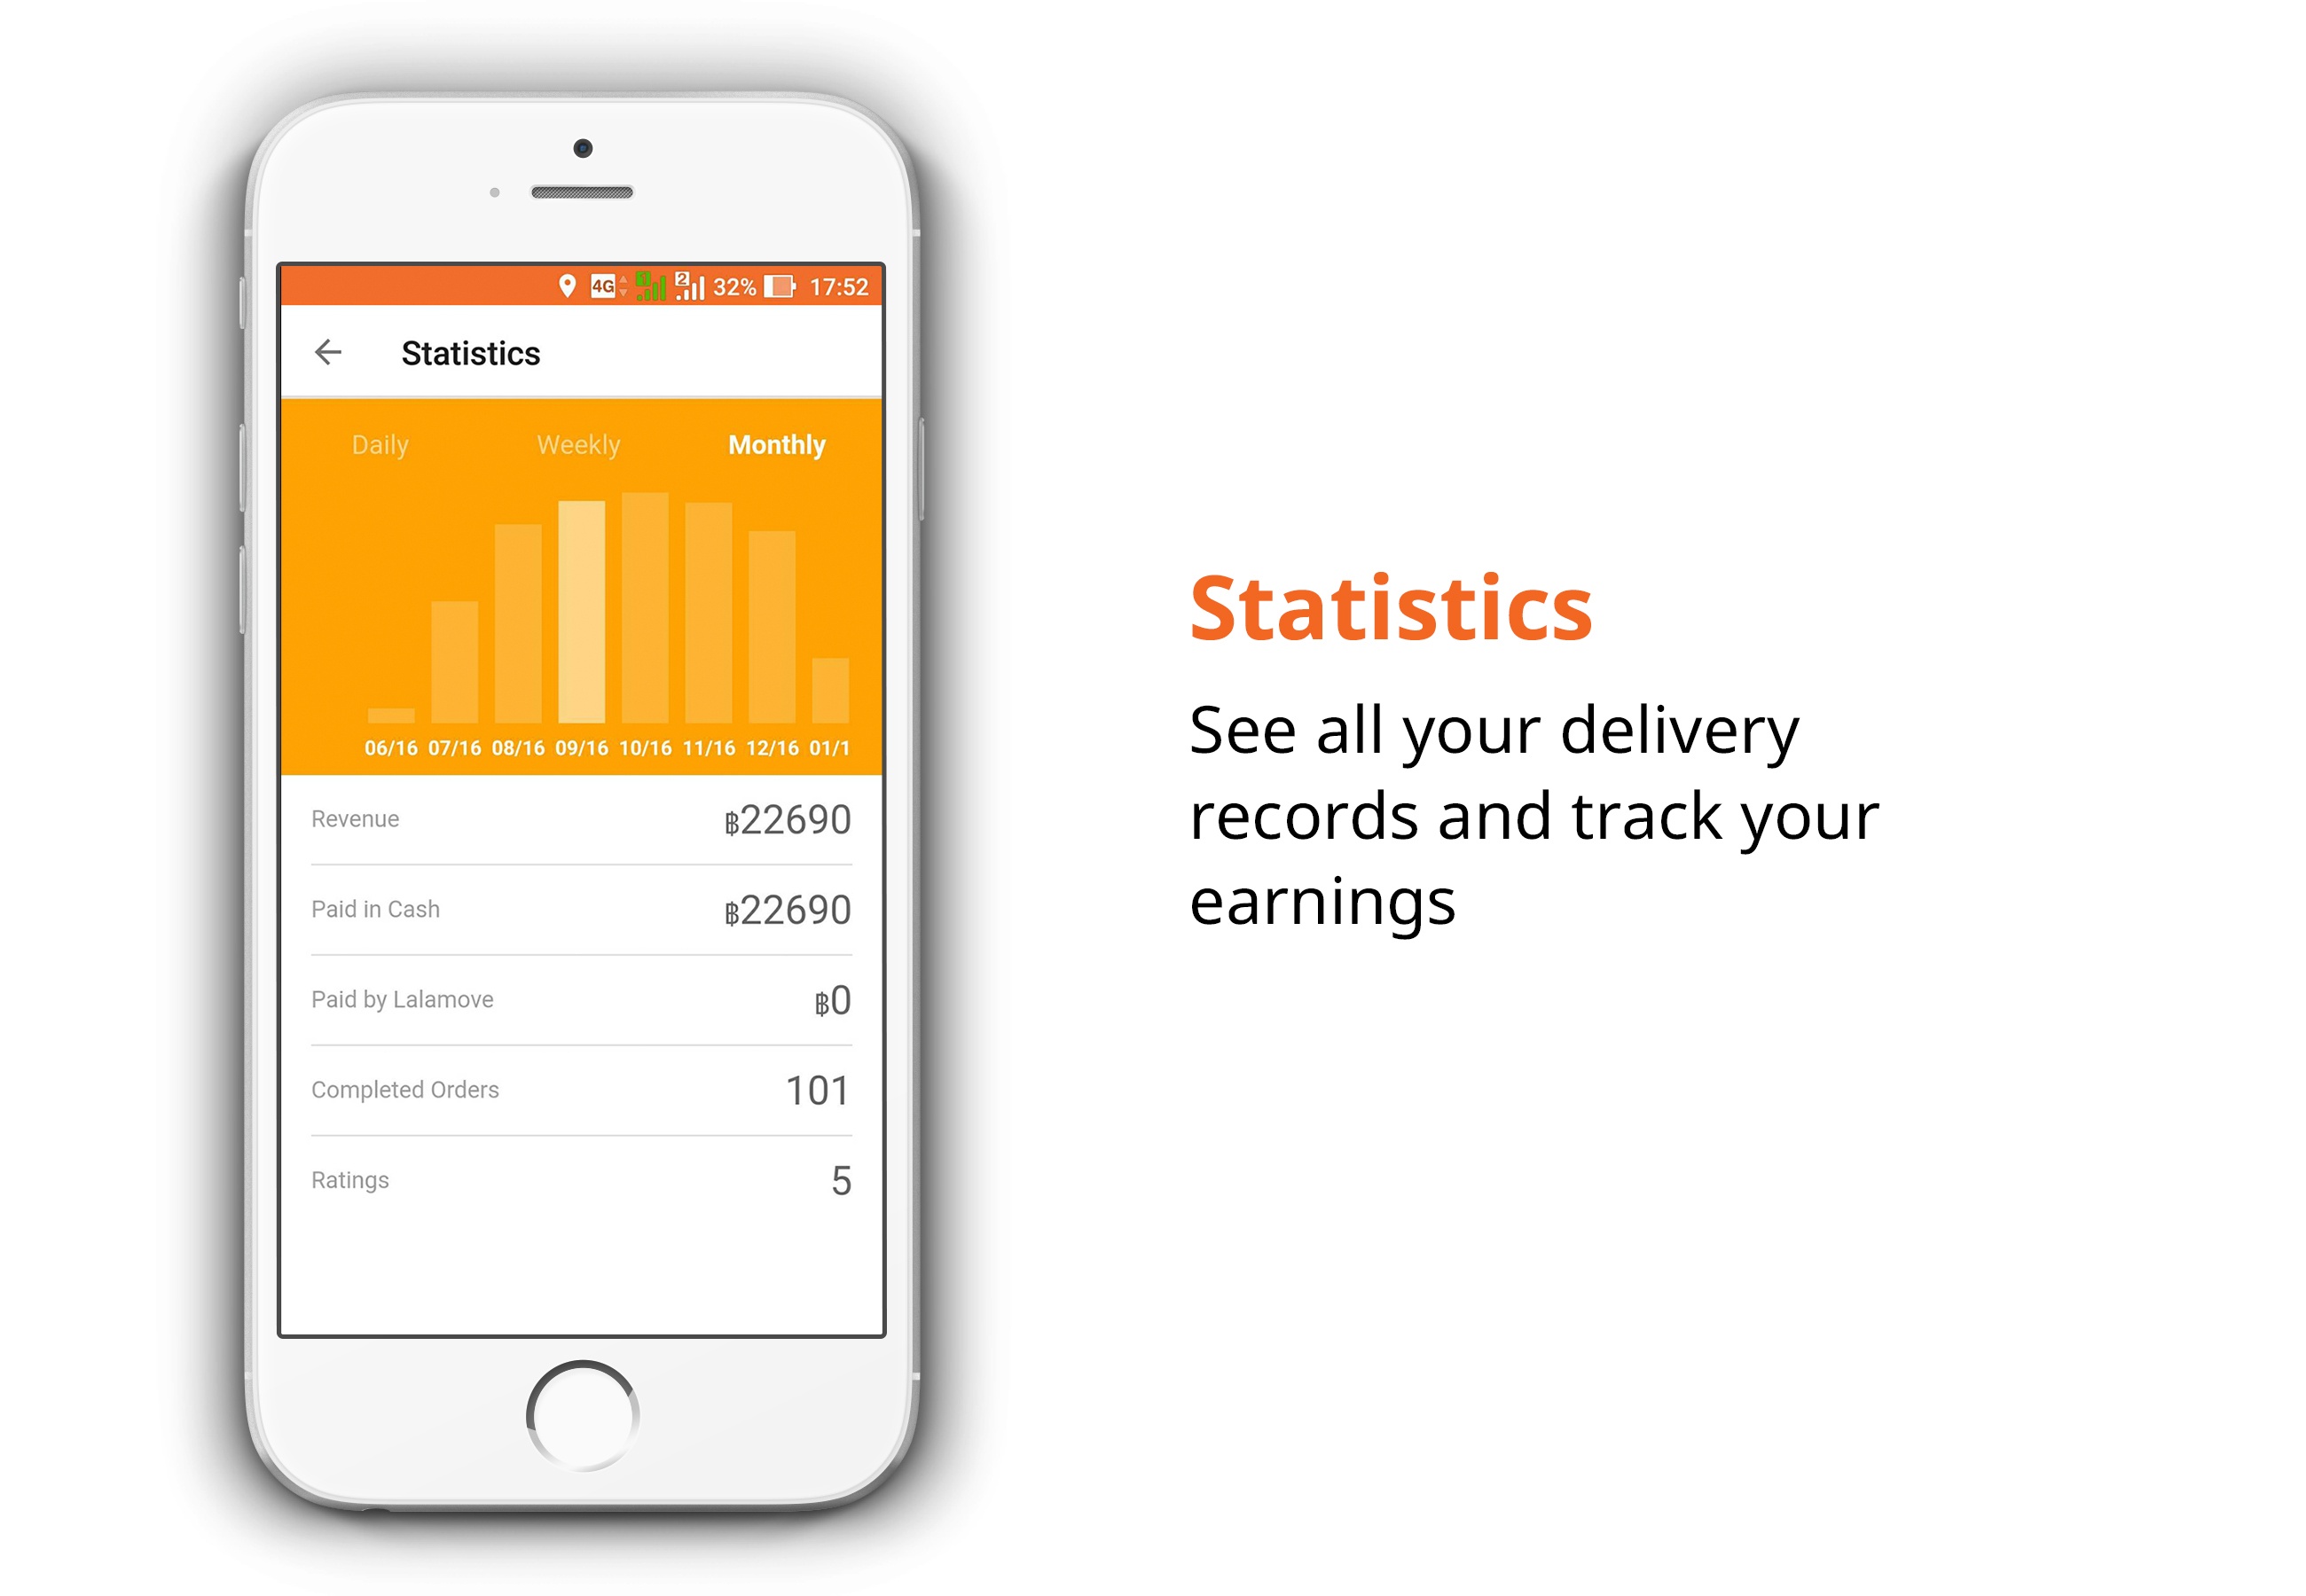 4G 1 2 32% 17:52
Statistics
Daily Weekly Monthly
06/16 07/16 08/16 09/16 10/16 11/16 12/16 01/1
Revenue ฿22690
Paid in Cash ฿22690
Paid by Lalamove ฿0
Completed Orders 101
Ratings 5
Statistics
See all your delivery
records and track your
earnings